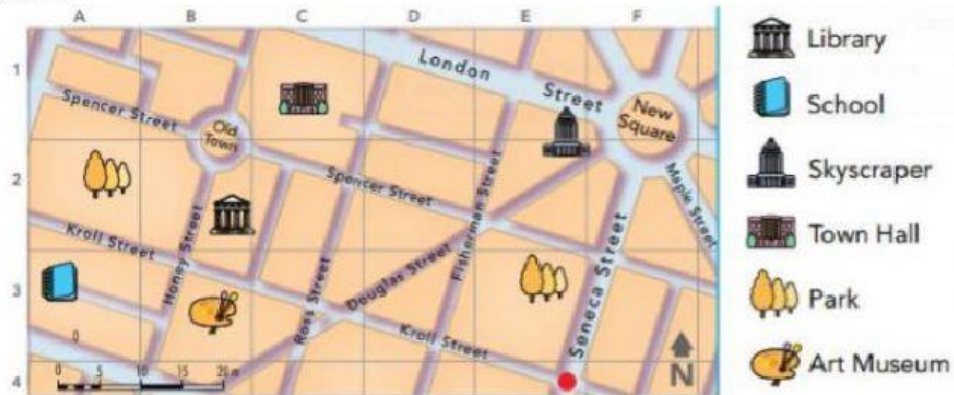 A B C D E F
1
London
Street
Spencer Street
Old
Town
New
Square
2
Spencer Street
Maple Street
Kroll Street
Honey Street
Fisherman Street
Seneca Street
3
Ross Street
Douglas Street
Kroll Street
0
0 5 10 15 20 m
4
N
Library
School
Skyscraper
Town Hall
Park
Art Museum